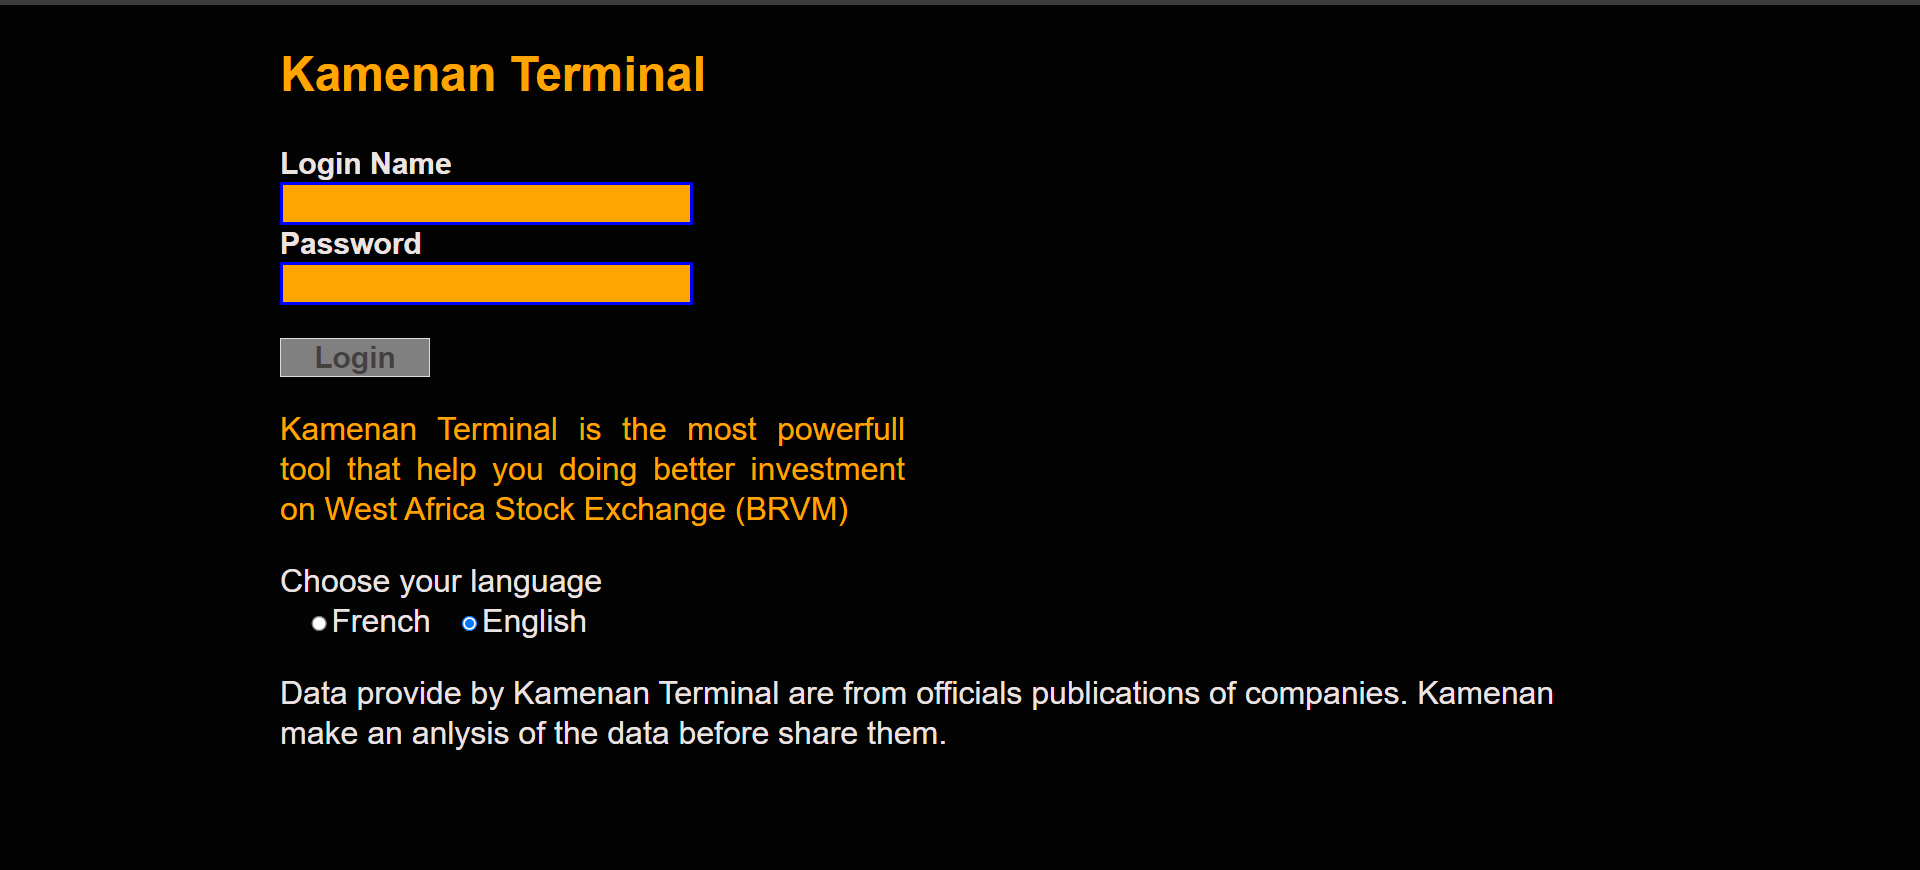 Kamenan Terminal
Login Name
Password
Login
Kamenan Terminal is the most powerfull
tool that help you doing better investment
on West Africa Stock Exchange (BRVM)
Choose your language
French English
Data provide by Kamenan Terminal are from officials publications of companies. Kamenan
make an anlysis of the data before share them.